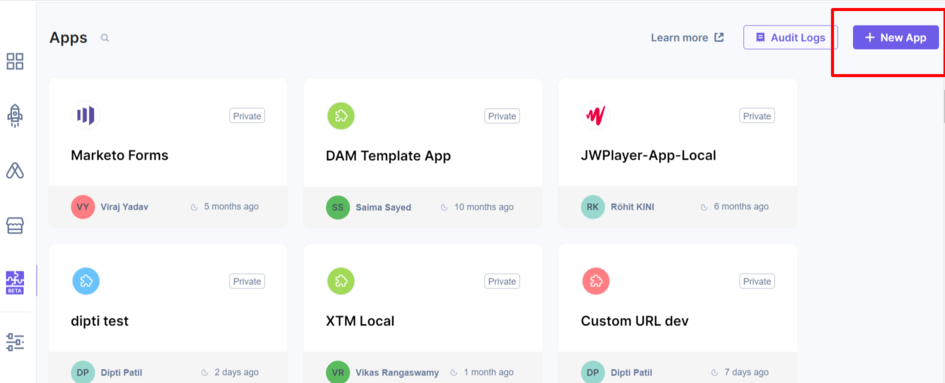 Apps
Learn more
Audit Logs
+ New App
Private
Private
Private
Marketo Forms
DAM Template App
JWPlayer-App-Local
VY Viraj Yadav 5 months ago
SS Saima Sayed 10 months ago
RK Röhit KINI 6 months ago
BETA
Private
Private
Private
dipti test
XTM Local
Custom URL dev
DP Dipti Patil 2 days ago
VR Vikas Rangaswamy 1 month ago
DP Dipti Patil 7 days ago